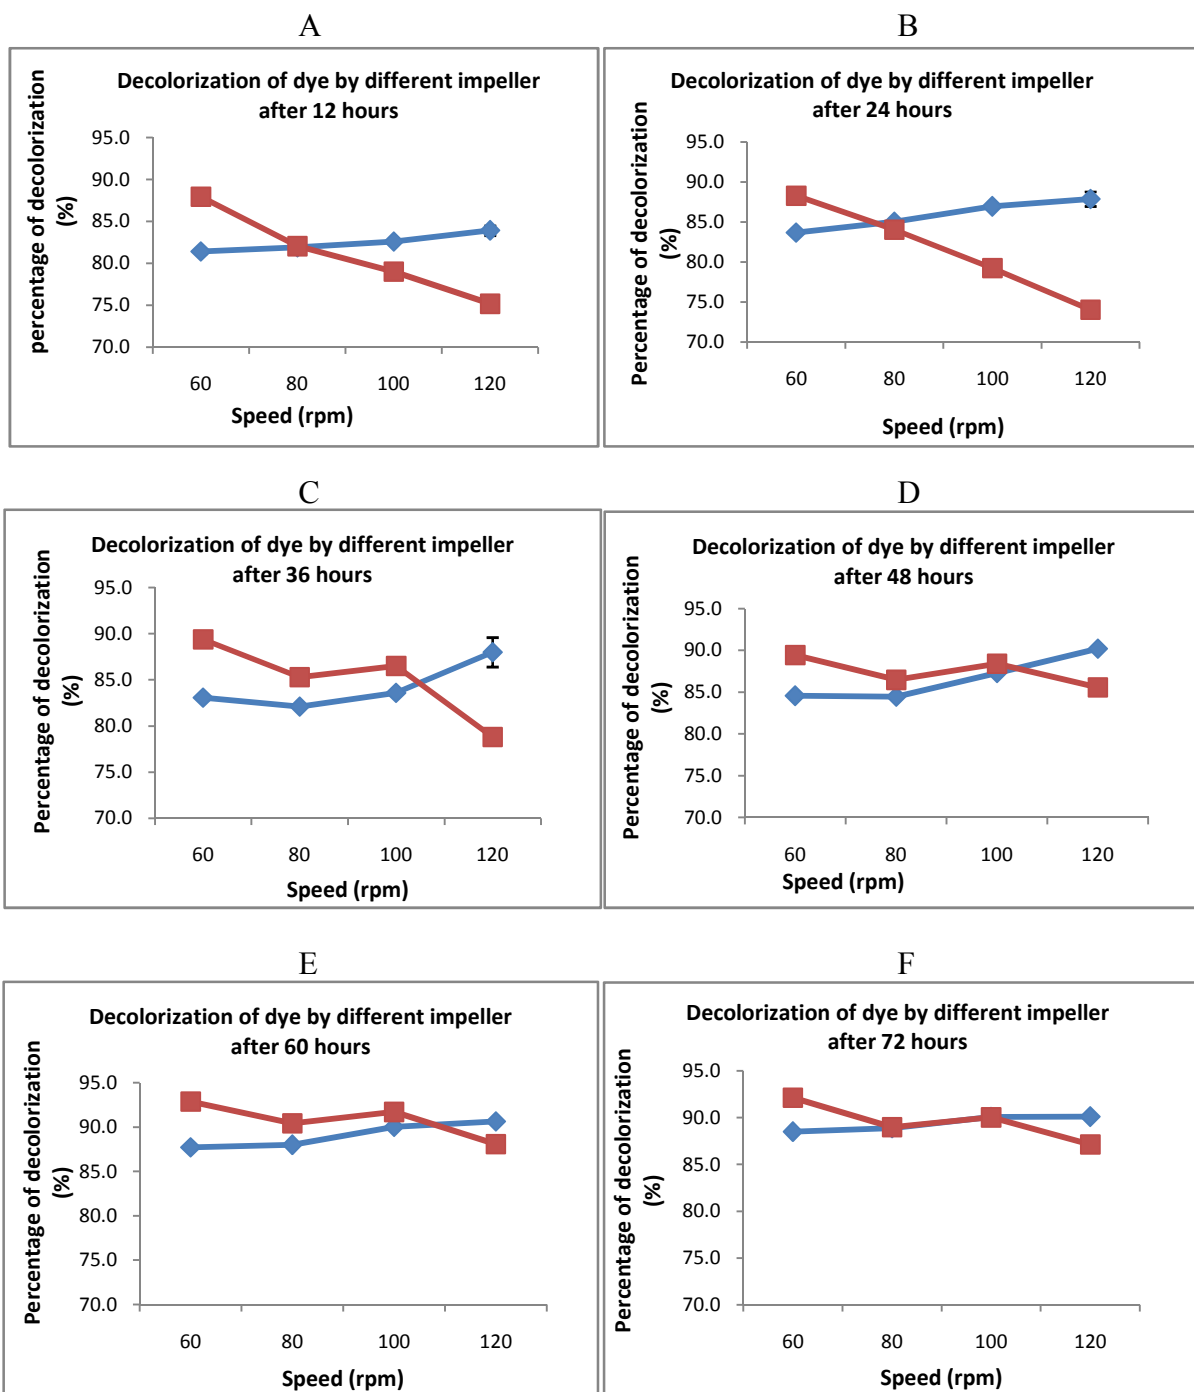 A
Decolorization of dye by different impeller
after 12 hours
percentage of decolorization
(%)
95.0
90.0
85.0
80.0
75.0
70.0
60 80 100 120
Speed (rpm)
B
Decolorization of dye by different impeller
after 24 hours
Percentage of decolorization
(%)
95.0
90.0
85.0
80.0
75.0
70.0
60 80 100 120
Speed (rpm)
C
Decolorization of dye by different impeller
after 36 hours
Percentage of decolorization
(%)
95.0
90.0
85.0
80.0
75.0
70.0
60 80 100 120
Speed (rpm)
D
Decolorization of dye by different impeller
after 48 hours
Percentage of decolorization
(%)
95.0
90.0
85.0
80.0
75.0
70.0
60 80 100 120
Speed (rpm)
E
Decolorization of dye by different impeller
after 60 hours
Percentage of decolorization
(%)
95.0
90.0
85.0
80.0
75.0
70.0
60 80 100 120
Speed (rpm)
F
Decolorization of dye by different impeller
after 72 hours
Percentage of decolorization
(%)
95.0
90.0
85.0
80.0
75.0
70.0
60 80 100 120
Speed (rpm)